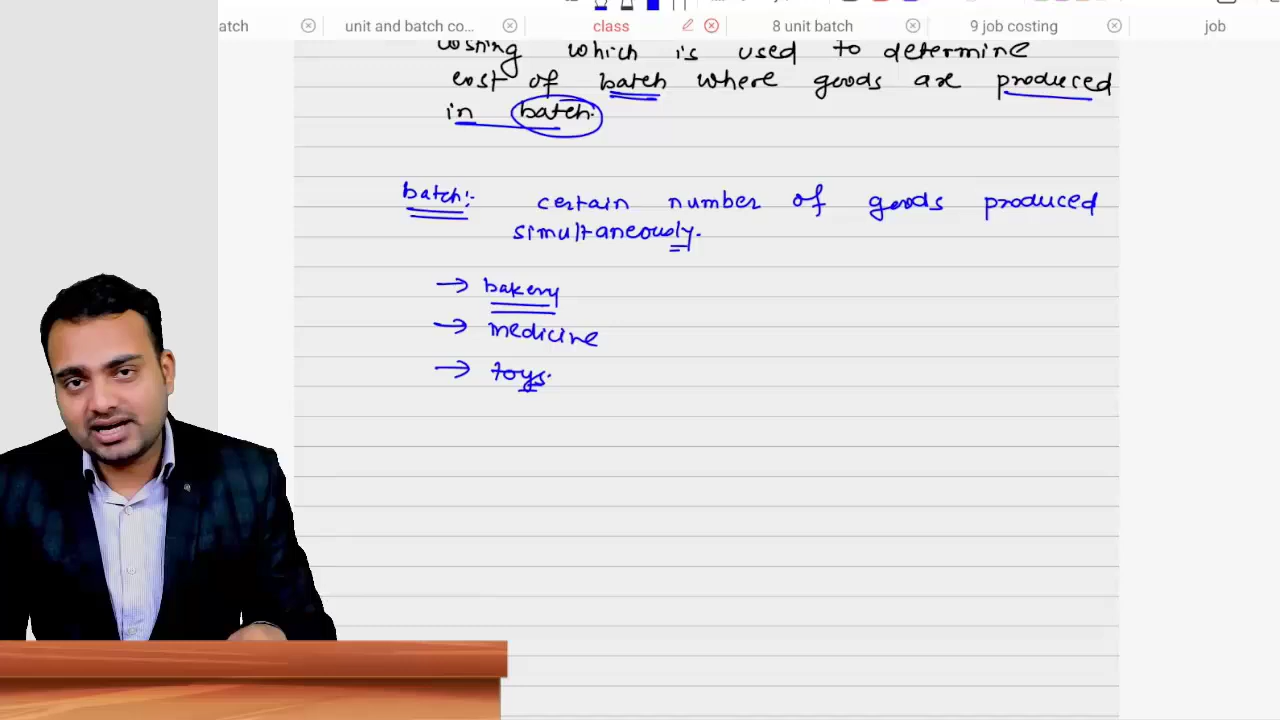 atch unit and batch co... class 8 unit batch 9 job costing job
costing which is used to determine
cost of batch where goods are produced
in batch.
batch:- certain number of goods produced
simultaneously.
→ bakery
→ medicine
→ toys.